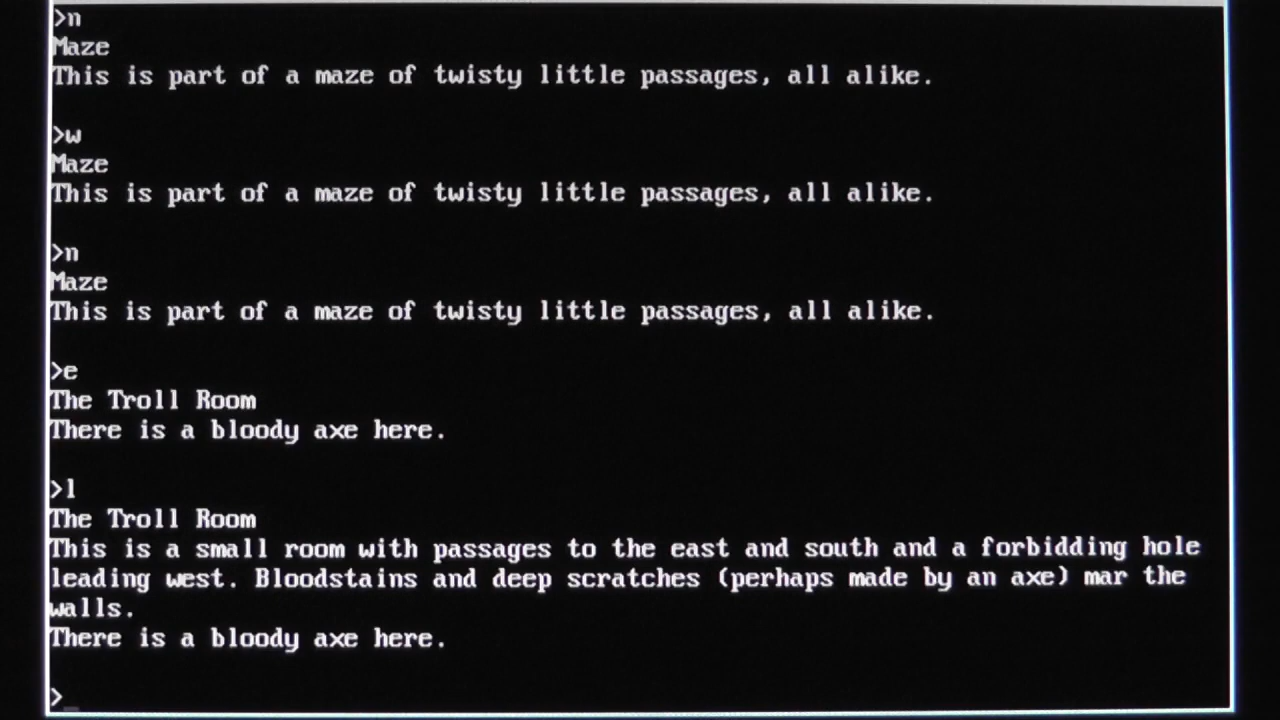 >n
Maze
This is part of a maze of twisty little passages, all alike.
>w
Maze
This is part of a maze of twisty little passages, all alike.
>n
Maze
This is part of a maze of twisty little passages, all alike.
>e
The Troll Room
There is a bloody axe here.
>l
The Troll Room
This is a small room with passages to the east and south and a forbidding hole
leading west. Bloodstains and deep scratches (perhaps made by an axe) mar the
walls.
There is a bloody axe here.
>_